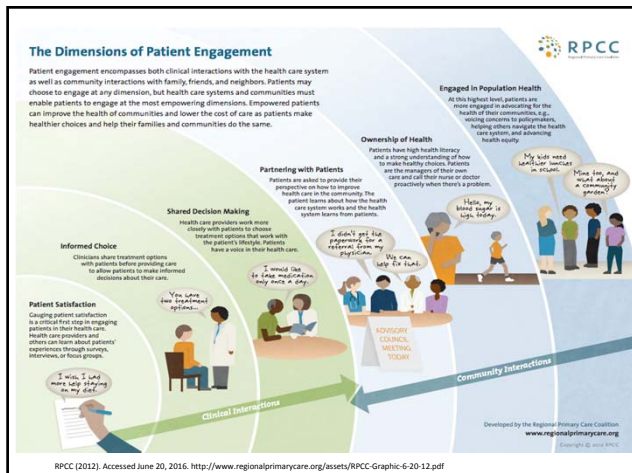 The Dimensions of Patient Engagement
RPCC
Regional Primary Care Coalition
Patient engagement encompasses both clinical interactions with the health care system
as well as community interactions with family, friends, and neighbors. Patients may
choose to engage at any dimension, but health care systems and communities must
enable patients to engage at the most empowering dimensions. Empowered patients
can improve the health of communities and lower the cost of care as patients make
healthier choices and help their families and communities do the same.
Engaged in Population Health
At this highest level, patients are
more engaged in advocating for the
health of their communities, e.g.,
voicing concerns to policymakers,
helping others navigate the health
care system, and advancing
health equity.
My kids need
healthier lunches
in school.
Mine too, and
what about
a community
garden?
Ownership of Health
Patients have high health literacy
and a strong understanding of how
to make healthy choices. Patients
are the managers of their own
care and call their nurse or doctor
proactively when there's a problem.
Hello, my
blood sugar is
high today.
Partnering with Patients
Patients are asked to provide their
perspective on how to improve
health care in the community. The
patient learns about how the health
care system works and the health
system learns from patients.
I didn't get the
paperwork for a
referral from my
physician.
We can
help fix that.
ADVISORY
COUNCIL
MEETING
TODAY
Shared Decision Making
Health care providers work more
closely with patients to choose
treatment options that work with
the patient's lifestyle. Patients
have a voice in their health care.
I would like
to take medication
only once a day.
Informed Choice
Clinicians share treatment options
with patients before providing care
to allow patients to make informed
decisions about their care.
You have
two treatment
options...
Patient Satisfaction
Gauging patient satisfaction
is a critical first step in engaging
patients in their health care.
Health care providers and
others can learn about patients'
experiences through surveys,
interviews, or focus groups.
I wish I had
more help staying
on my diet.
Clinical Interactions
Community Interactions
Developed by the Regional Primary Care Coalition
www.regionalprimarycare.org
Copyright © 2012 RPCC
RPCC (2012). Accessed June 20, 2016. http://www.regionalprimarycare.org/assets/RPCC-Graphic-6-20-12.pdf